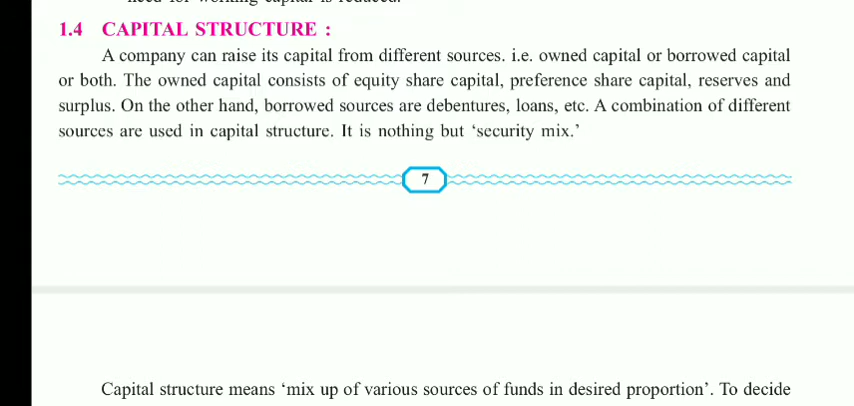 1.4 CAPITAL STRUCTURE :
A company can raise its capital from different sources. i.e. owned capital or borrowed capital
or both. The owned capital consists of equity share capital, preference share capital, reserves and
surplus. On the other hand, borrowed sources are debentures, loans, etc. A combination of different
sources are used in capital structure. It is nothing but ‘security mix.’
7
Capital structure means ‘mix up of various sources of funds in desired proportion’. To decide